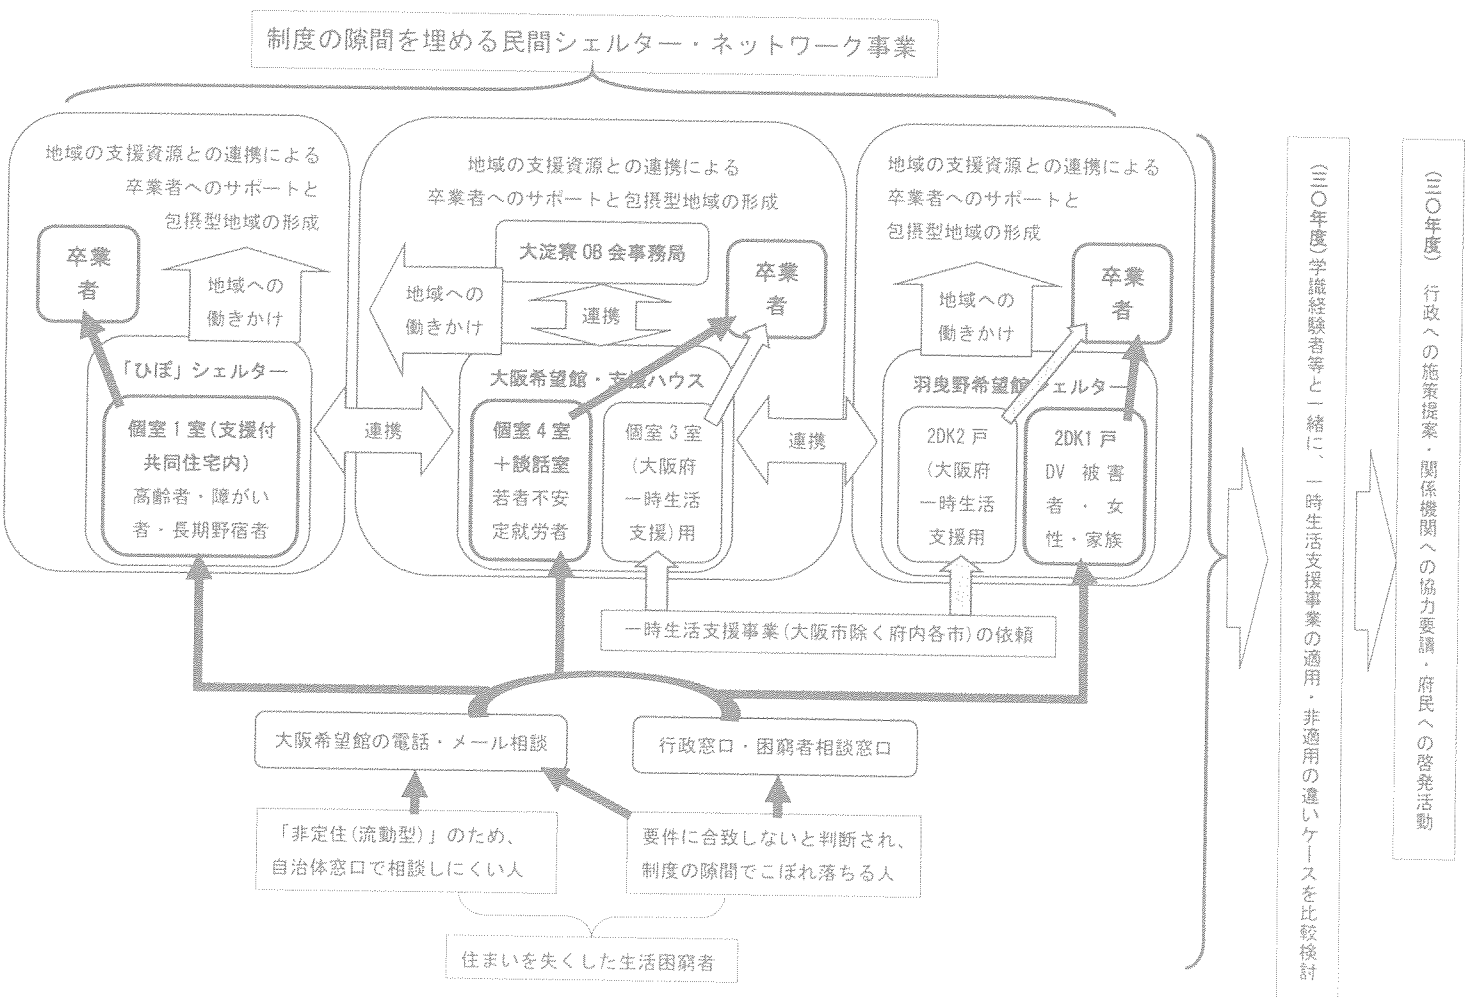 制度の隙間を埋める民間シェルター・ネットワーク事業
地域の支援資源との連携による
卒業者へのサポートと
包摂型地域の形成
卒業
者
地域への
働きかけ
「ひぽ」シェルター
個室1室(支援付
共同住宅内)
高齢者・障がい
者・長期野宿者
連携
地域の支援資源との連携による
卒業者へのサポートと包摂型地域の形成
大淀寮OB会事務局
卒業
者
地域への
働きかけ
連携
大阪希望館・支援ハウス
個室4室
+談話室
若者不安
定就労者
個室3室
(大阪府
一時生活
支援)用
連携
地域の支援資源との連携による
卒業者へのサポートと
包摂型地域の形成
卒業
者
地域への
働きかけ
羽曳野希望館シェルター
2DK2戸
(大阪府
一時生活
支援用
2DK1戸
DV 被害
者・女
性・家族
一時生活支援事業(大阪市除く府内各市)の依頼
大阪希望館の電話・メール相談
行政窓口・困窮者相談窓口
「非定住(流動型)」のため、
自治体窓口で相談しにくい人
要件に合致しないと判断され、
制度の隙間でこぼれ落ちる人
住まいを失くした生活困窮者
(三〇年度)学識経験者等と一緒に、一時生活支援事業の適用・非適用の違いケースを比較検討
(三〇年度) 行政への施策提案・関係機関への協力要請・府民への啓発活動